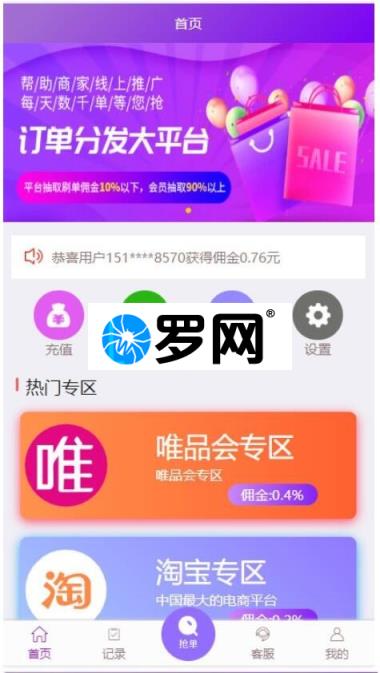 首页
帮/助/商/家/线/上/推/广
每/天/数/千/单/等/您/抢
订单分发大平台
SALE
平台抽取刷单佣金10%以下，会员抽取90%以上
恭喜用户151****8570获得佣金0.76元
罗网®
充值
设置
热门专区
唯
唯品会专区
唯品会专区
佣金:0.4%
淘
淘宝专区
中国最大的电商平台
首页
记录
抢单
客服
我的